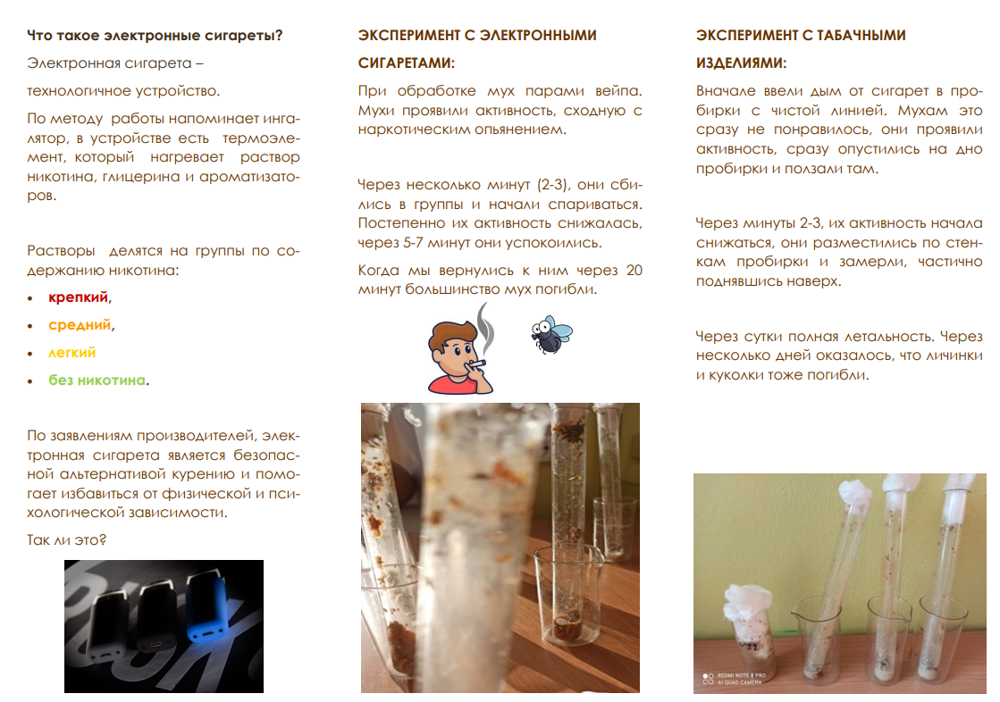 Что такое электронные сигареты?
Электронная сигарета –
технологичное устройство.
По методу работы напоминает инга-
лятор, в устройстве есть термоэле-
мент, который нагревает раствор
никотина, глицерина и ароматизато-
ров.
Растворы делятся на группы по со-
держанию никотина:
• крепкий,
• средний,
• легкий
• без никотина.
По заявлениям производителей, элек-
тронная сигарета является безопас-
ной альтернативой курению и помо-
гает избавиться от физической и пси-
хологической зависимости.
Так ли это?
ЭКСПЕРИМЕНТ С ЭЛЕКТРОННЫМИ
СИГАРЕТАМИ:
При обработке мух парами вейпа.
Мухи проявили активность, сходную с
наркотическим опьянением.
Через несколько минут (2-3), они сби-
лись в группы и начали спариваться.
Постепенно их активность снижалась,
через 5-7 минут они успокоились.
Когда мы вернулись к ним через 20
минут большинство мух погибли.
ЭКСПЕРИМЕНТ С ТАБАЧНЫМИ
ИЗДЕЛИЯМИ:
Вначале ввели дым от сигарет в про-
бирки с чистой линией. Мухам это
сразу не понравилось, они проявили
активность, сразу опустились на дно
пробирки и ползали там.
Через минуты 2-3, их активность начала
снижаться, они разместились по стен-
кам пробирки и замерли, частично
поднявшись наверх.
Через сутки полная летальность. Через
несколько дней оказалось, что личинки
и куколки тоже погибли.
REDMI NOTE 8 PRO
AI QUAD CAMERA